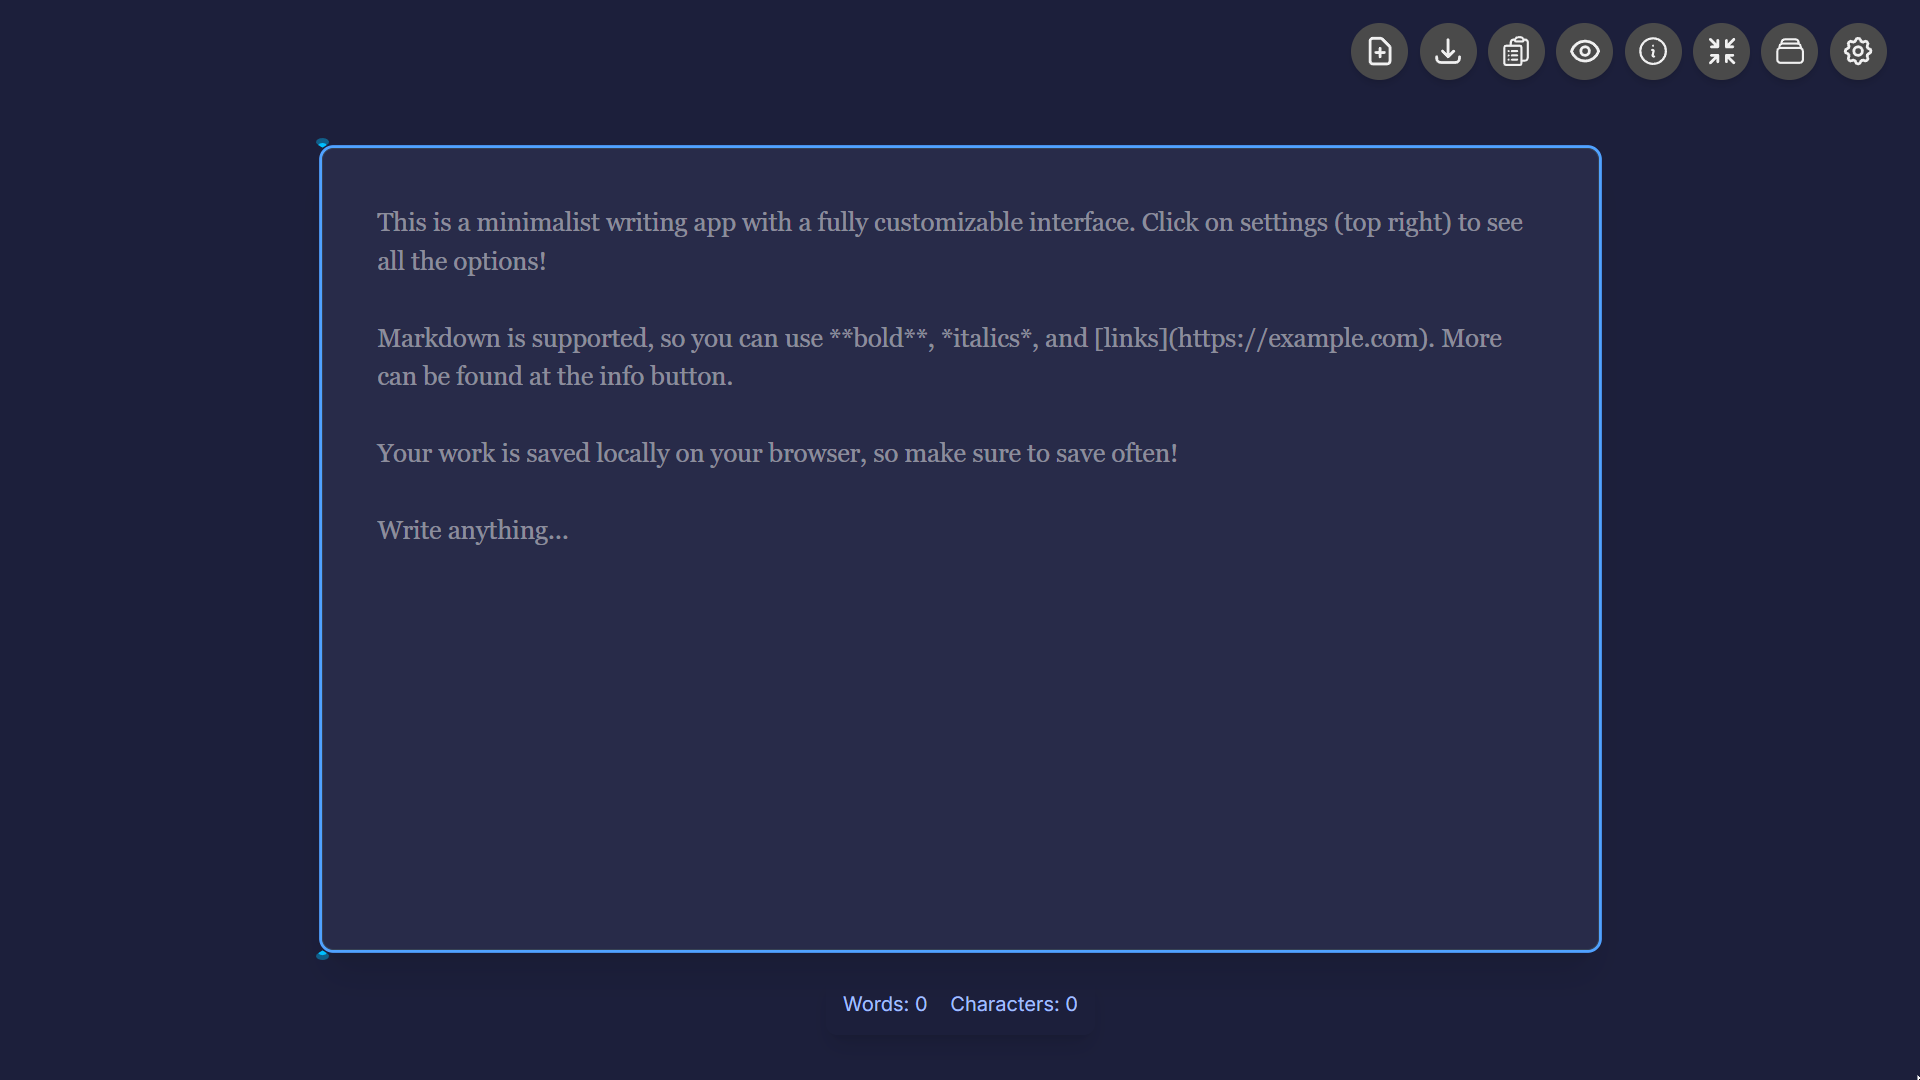 This is a minimalist writing app with a fully customizable interface. Click on settings (top right) to see
all the options!
Markdown is supported, so you can use **bold**, *italics*, and [links](https://example.com). More
can be found at the info button.
Your work is saved locally on your browser, so make sure to save often!
Write anything...
Words: 0 Characters: 0